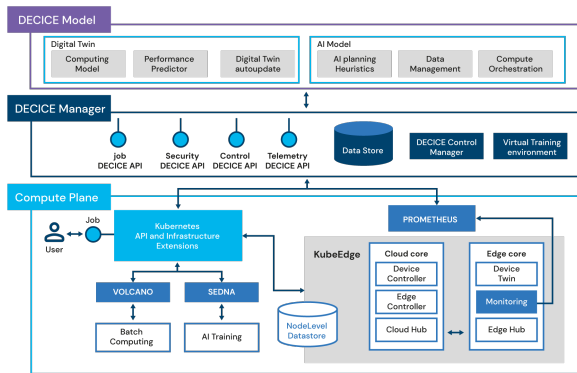 DECICE Model
Digital Twin
Computing
Model
Performance
Predictor
Digital Twin
autoupdate
AI Model
AI planning
Heuristics
Data
Management
Compute
Orchestration
DECICE Manager
job
DECICE API
Security
DECICE API
Control
DECICE API
Telemetry
DECICE API
Data Store
DECICE Control
Manager
Virtual Training
environment
Compute Plane
User
Job
Kubernetes
API and Infrastructure
Extensions
PROMETHEUS
VOLCANO
SEDNA
Batch
Computing
AI Training
KubeEdge
NodeLevel
Datastore
Cloud core
Device
Controller
Edge
Controller
Cloud Hub
Edge core
Device
Twin
Monitoring
Edge Hub